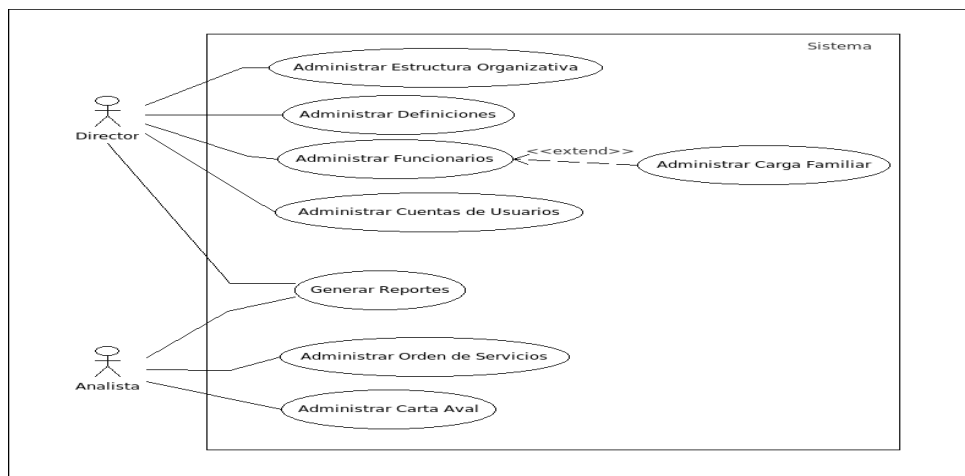 Sistema
Administrar Estructura Organizativa
Administrar Definiciones
Director
Administrar Funcionarios
<<extend>>
Administrar Carga Familiar
Administrar Cuentas de Usuarios
Generar Reportes
Administrar Orden de Servicios
Analista
Administrar Carta Aval